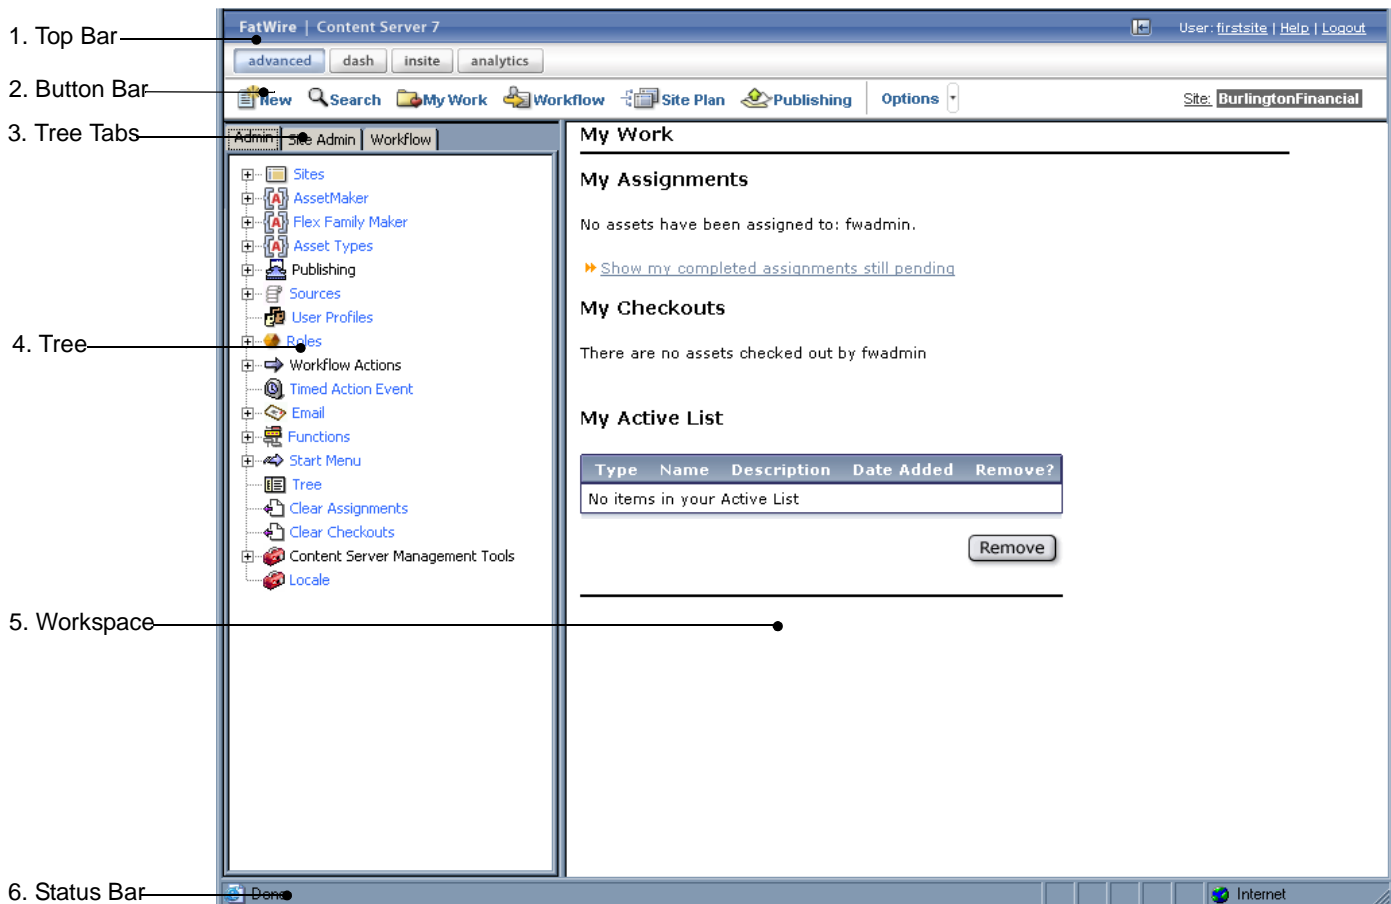 1. Top Bar
FatWire | Content Server 7
User: firstsite | Help | Logout
advanced dash insite analytics
2. Button Bar
New Search My Work Workflow Site Plan Publishing Options Site: BurlingtonFinancial
3. Tree Tabs
Admin Site Admin Workflow
My Work
Sites
AssetMaker
Flex Family Maker
Asset Types
Publishing
Sources
User Profiles
4. Tree
Roles
Workflow Actions
Timed Action Event
Email
Functions
Start Menu
Tree
Clear Assignments
Clear Checkouts
Content Server Management Tools
Locale
My Assignments
No assets have been assigned to: fwadmin.
Show my completed assignments still pending
My Checkouts
There are no assets checked out by fwadmin
My Active List
Type Name Description Date Added Remove?
No items in your Active List
Remove
5. Workspace
6. Status Bar
Done
Internet